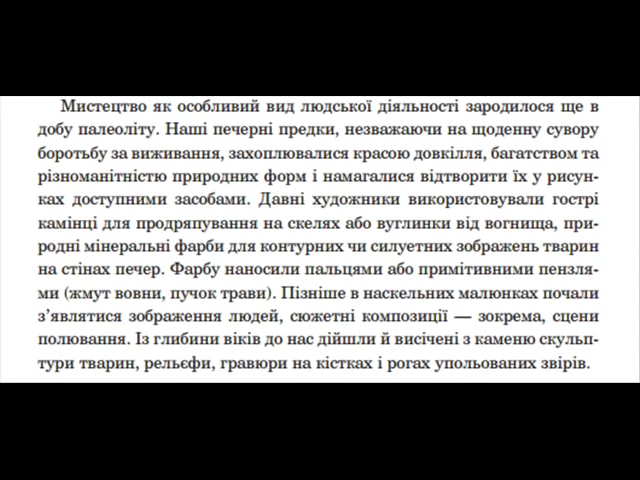 Мистецтво як особливий вид людської діяльності зародилося ще в
добу палеоліту. Наші печерні предки, незважаючи на щоденну сувору
боротьбу за виживання, захоплювалися красою довкілля, багатством та
різноманітністю природних форм і намагалися відтворити їх у рисун-
ках доступними засобами. Давні художники використовували гострі
камінці для продряпування на скелях або вуглинки від вогнища, при-
родні мінеральні фарби для контурних чи силуетних зображень тварин
на стінах печер. Фарбу наносили пальцями або примітивними пензля-
ми (жмут вовни, пучок трави). Пізніше в наскельних малюнках почали
з’являтися зображення людей, сюжетні композиції — зокрема, сцени
полювання. Із глибини віків до нас дійшли й висічені з каменю скульп-
тури тварин, рельєфи, гравюри на кістках і рогах упольованих звірів.